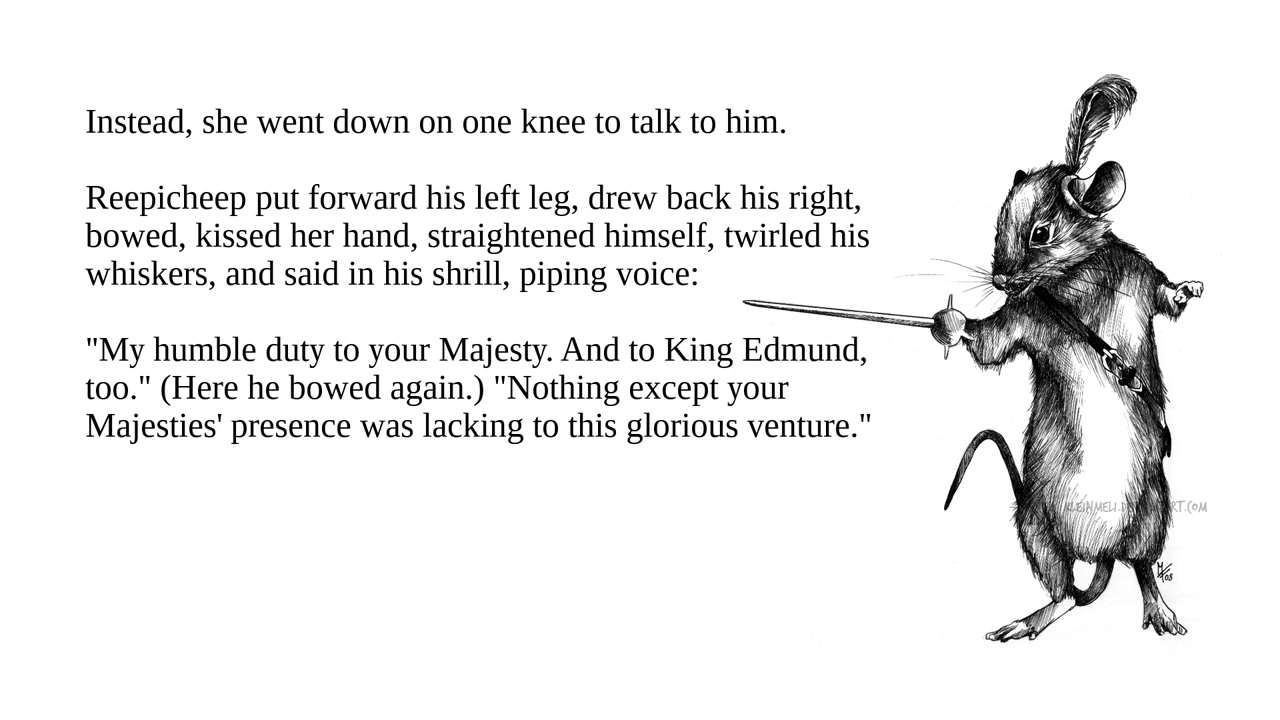 Instead, she went down on one knee to talk to him.
Reepicheep put forward his left leg, drew back his right,
bowed, kissed her hand, straightened himself, twirled his
whiskers, and said in his shrill, piping voice:
"My humble duty to your Majesty. And to King Edmund,
too." (Here he bowed again.) "Nothing except your
Majesties' presence was lacking to this glorious venture."